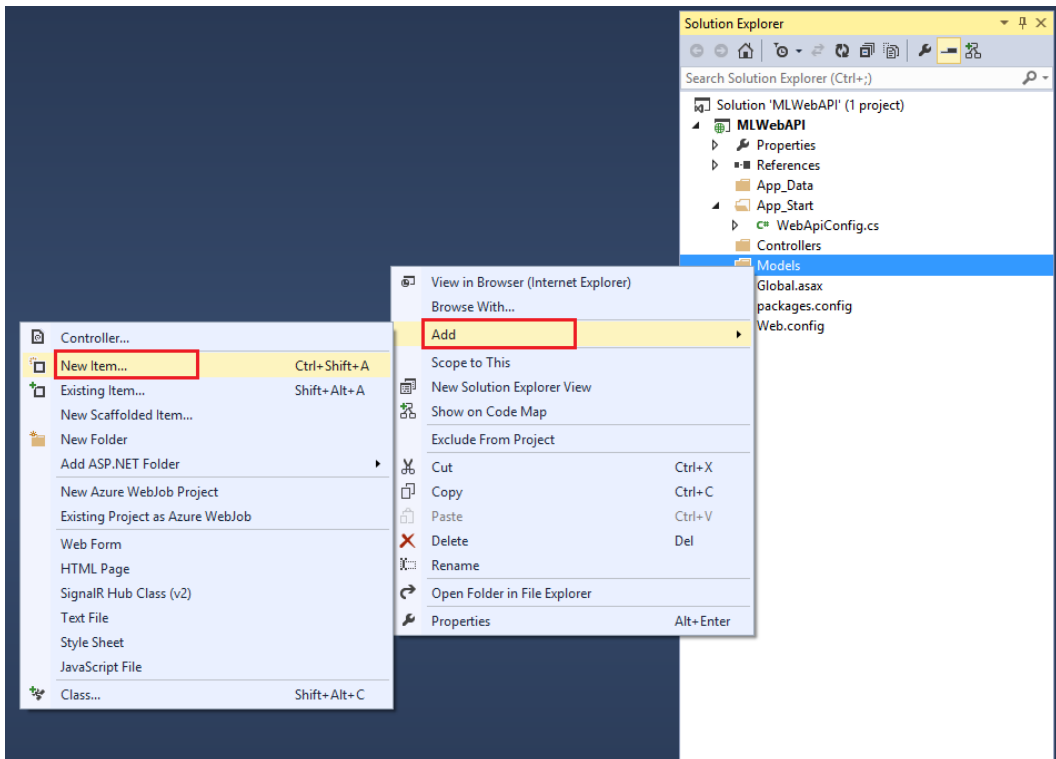 Solution Explorer
Search Solution Explorer (Ctrl+;)
Solution 'MLWebAPI' (1 project)
MLWebAPI
Properties
References
App_Data
App_Start
C# WebApiConfig.cs
Controllers
Models
Global.asax
packages.config
Web.config
View in Browser (Internet Explorer)
Browse With...
Add
Scope to This
New Solution Explorer View
Show on Code Map
Exclude From Project
Cut Ctrl+X
Copy Ctrl+C
Paste Ctrl+V
Delete Del
Rename
Open Folder in File Explorer
Properties Alt+Enter
Controller...
New Item... Ctrl+Shift+A
Existing Item... Shift+Alt+A
New Scaffolded Item...
New Folder
Add ASP.NET Folder
New Azure WebJob Project
Existing Project as Azure WebJob
Web Form
HTML Page
SignalR Hub Class (v2)
Text File
Style Sheet
JavaScript File
Class... Shift+Alt+C